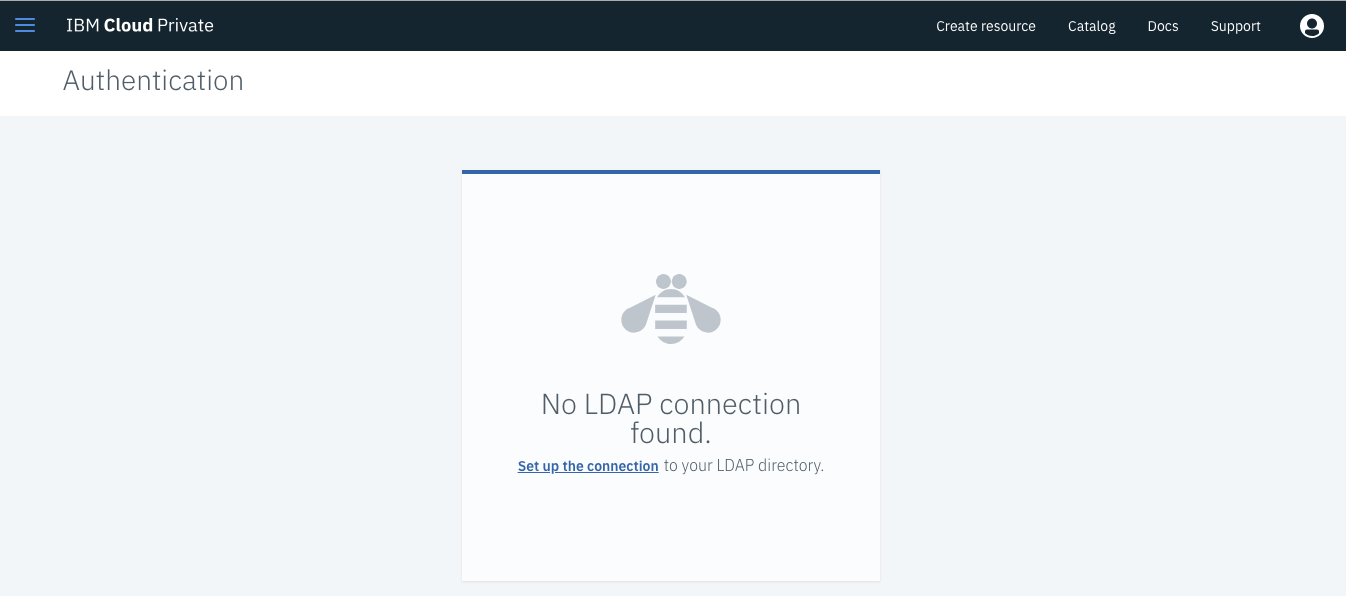 IBM Cloud Private
Create resource
Catalog
Docs
Support
Authentication
No LDAP connection
found.
Set up the connection to your LDAP directory.